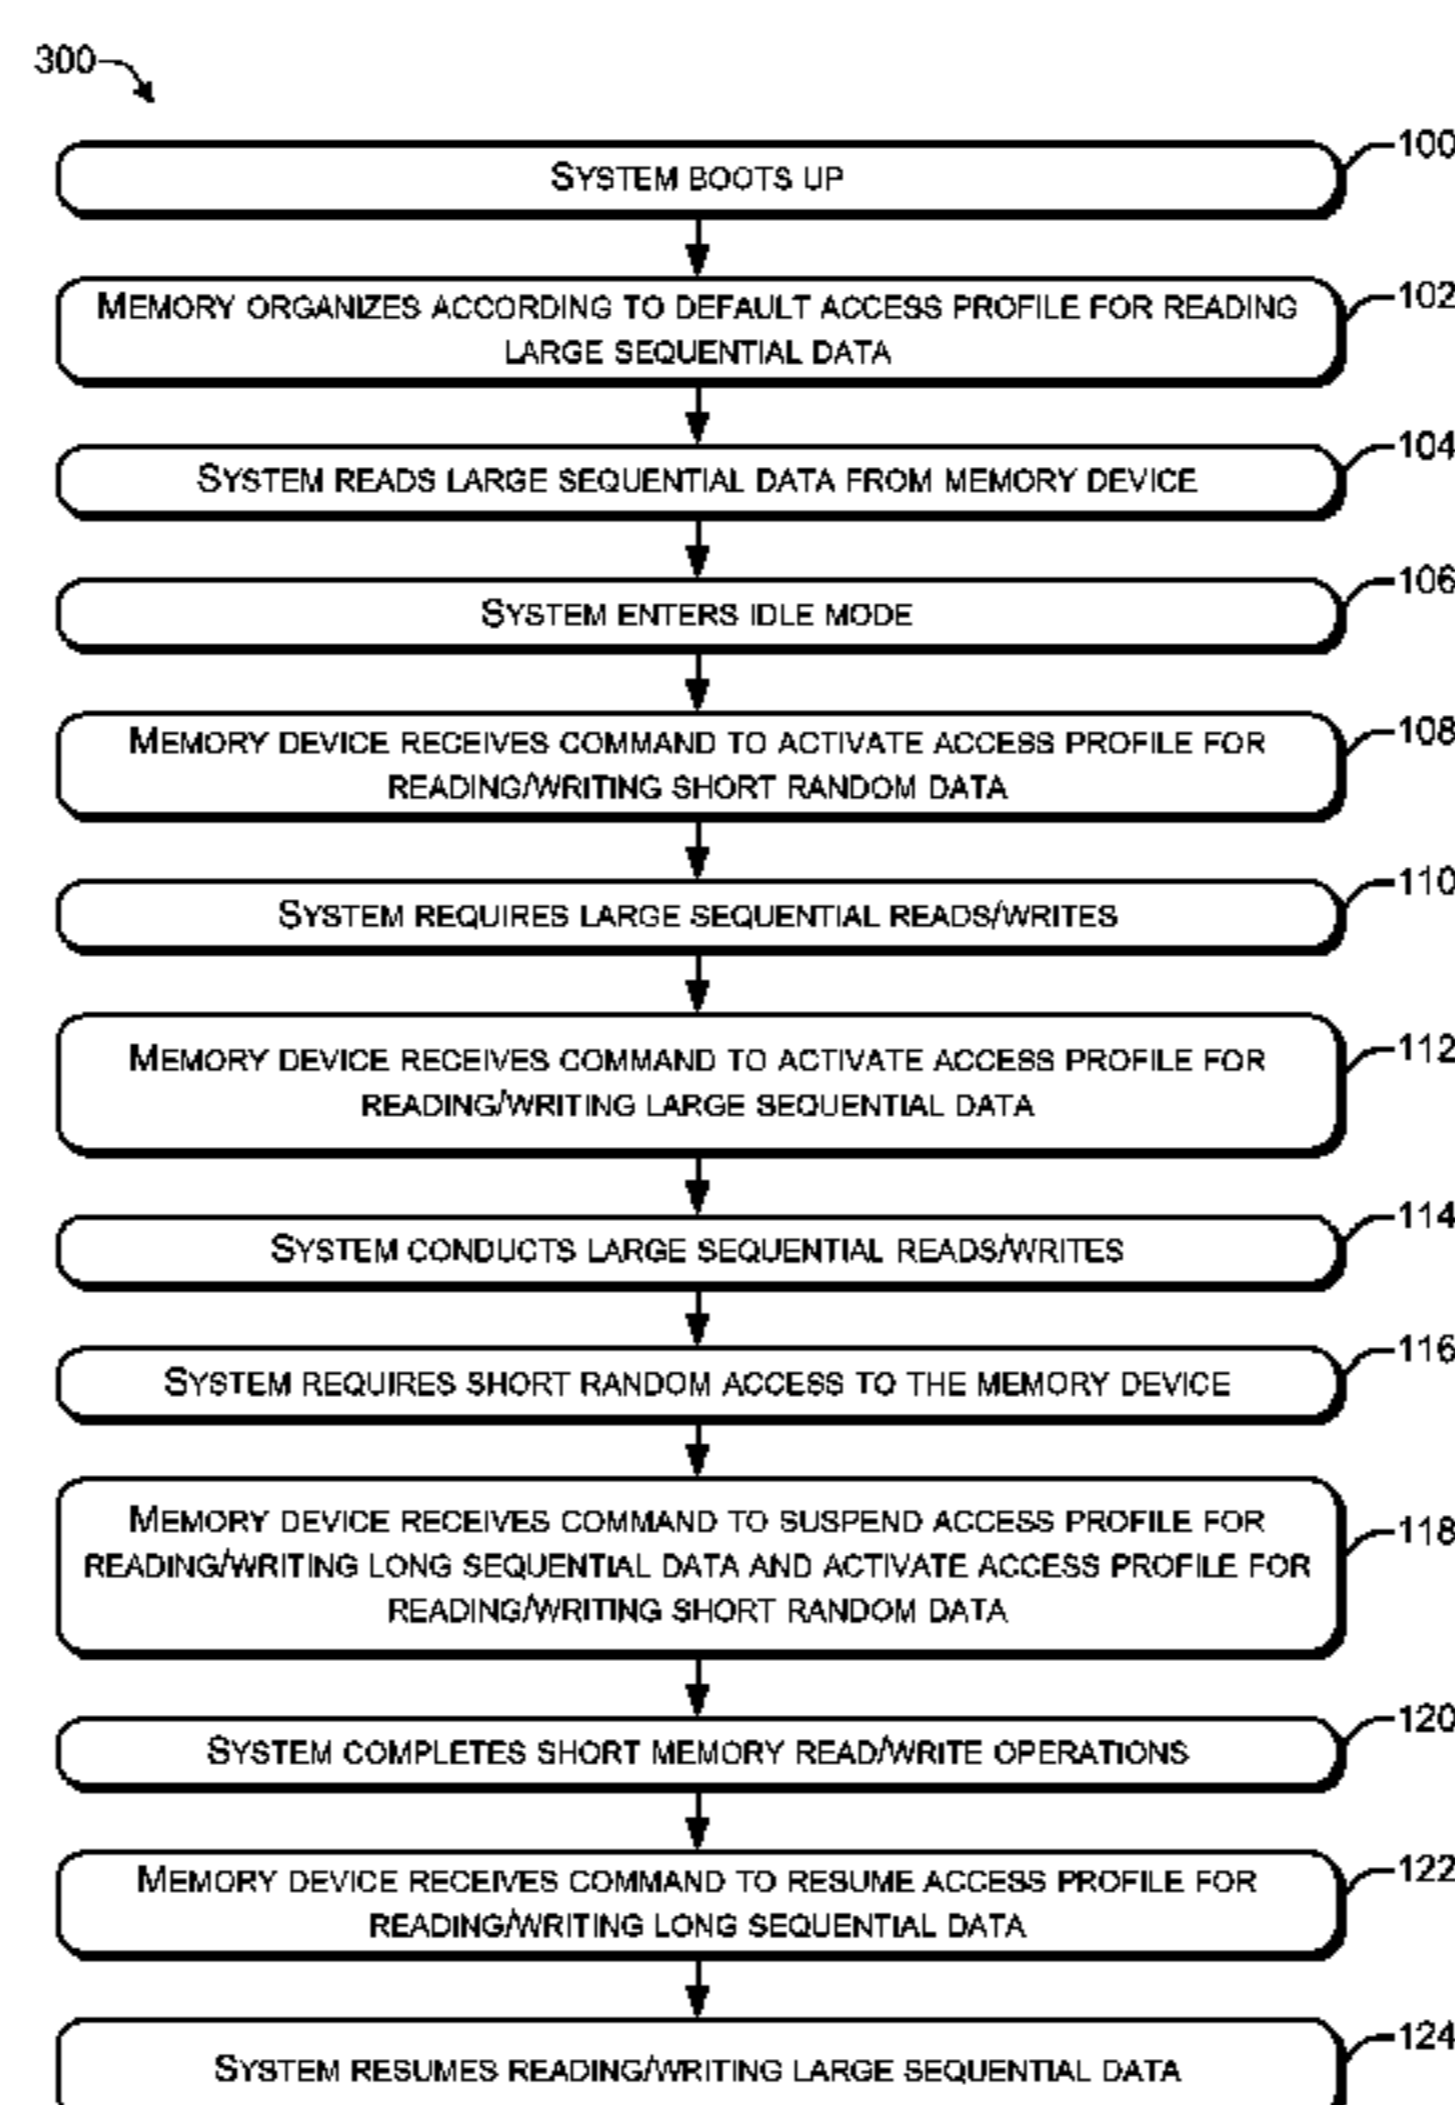 300
100
SYSTEM BOOTS UP
102
MEMORY ORGANIZES ACCORDING TO DEFAULT ACCESS PROFILE FOR READING
LARGE SEQUENTIAL DATA
104
SYSTEM READS LARGE SEQUENTIAL DATA FROM MEMORY DEVICE
106
SYSTEM ENTERS IDLE MODE
108
MEMORY DEVICE RECEIVES COMMAND TO ACTIVATE ACCESS PROFILE FOR
READING/WRITING SHORT RANDOM DATA
110
SYSTEM REQUIRES LARGE SEQUENTIAL READS/WRITES
112
MEMORY DEVICE RECEIVES COMMAND TO ACTIVATE ACCESS PROFILE FOR
READING/WRITING LARGE SEQUENTIAL DATA
114
SYSTEM CONDUCTS LARGE SEQUENTIAL READS/WRITES
116
SYSTEM REQUIRES SHORT RANDOM ACCESS TO THE MEMORY DEVICE
118
MEMORY DEVICE RECEIVES COMMAND TO SUSPEND ACCESS PROFILE FOR
READING/WRITING LONG SEQUENTIAL DATA AND ACTIVATE ACCESS PROFILE FOR
READING/WRITING SHORT RANDOM DATA
120
SYSTEM COMPLETES SHORT MEMORY READ/WRITE OPERATIONS
122
MEMORY DEVICE RECEIVES COMMAND TO RESUME ACCESS PROFILE FOR
READING/WRITING LONG SEQUENTIAL DATA
124
SYSTEM RESUMES READING/WRITING LARGE SEQUENTIAL DATA